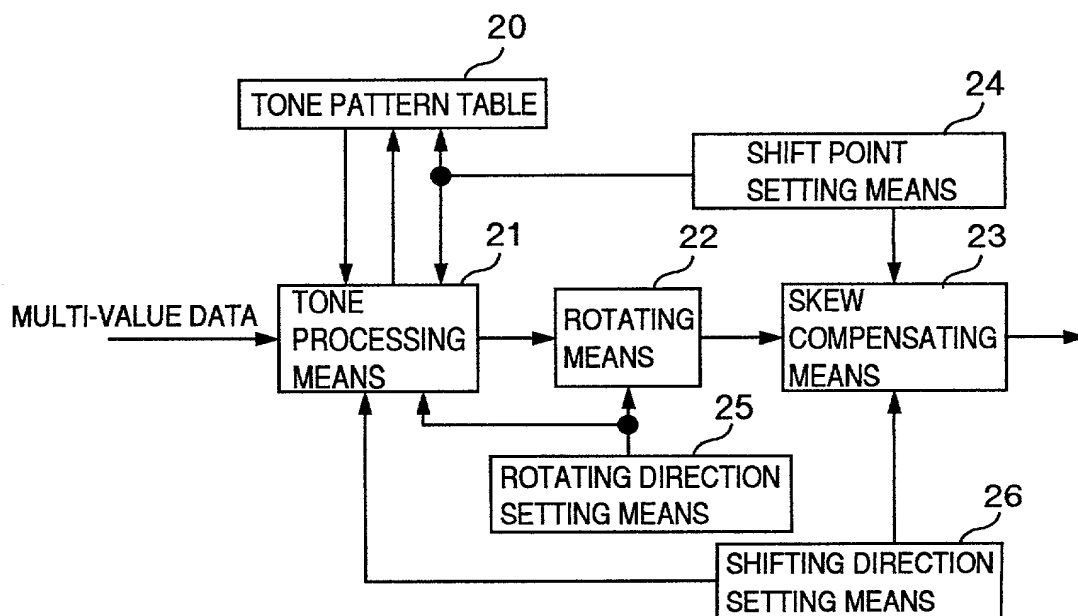 20
TONE PATTERN TABLE
24
SHIFT POINT
SETTING MEANS
21
22
23
MULTI-VALUE DATA
TONE
PROCESSING
MEANS
ROTATING
MEANS
SKEW
COMPENSATING
MEANS
25
ROTATING DIRECTION
SETTING MEANS
26
SHIFTING DIRECTION
SETTING MEANS